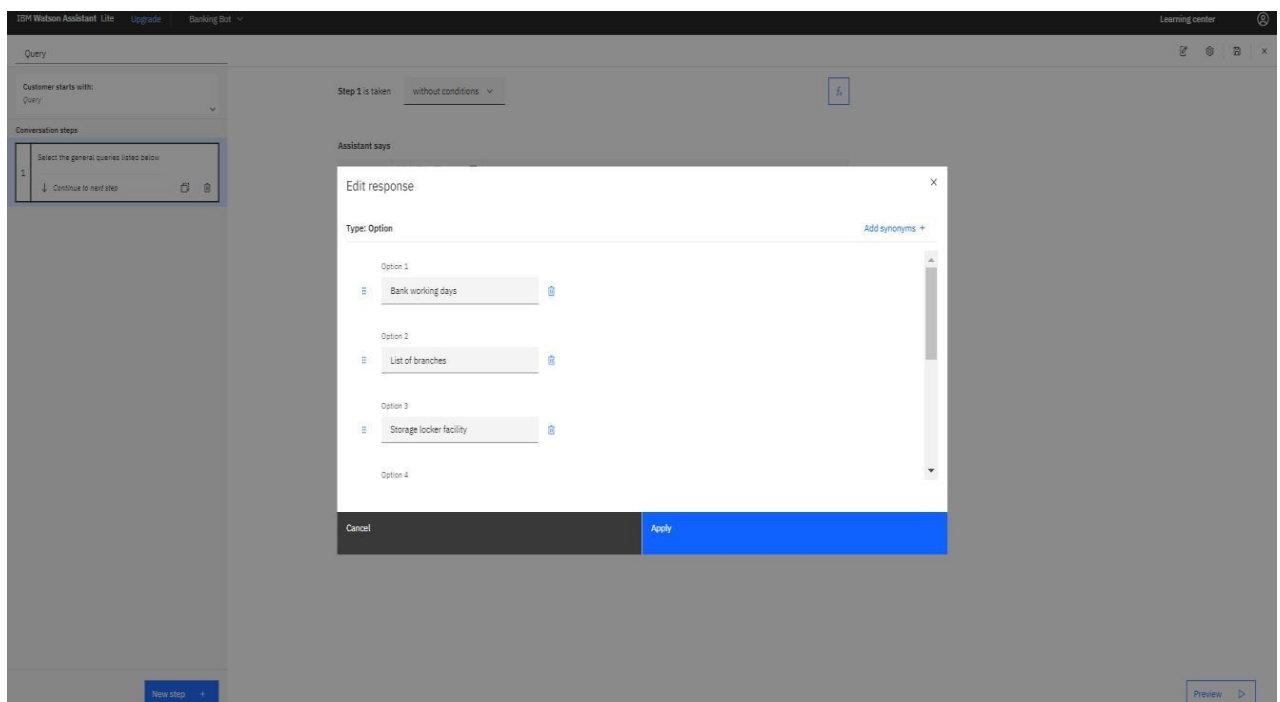 IBM Watson Assistant Lite Upgrade Banking Bot Learning center
Query
Customer starts with:
Query
Step 1 is taken without conditions fx
Conversation steps
Assistant says
1 Select the general queries listed below
Continue to next step
Edit response
Type: Option Add synonyms +
Option 1
Bank working days
Option 2
List of branches
Option 3
Storage locker facility
Option 4
Cancel Apply
New step + Preview